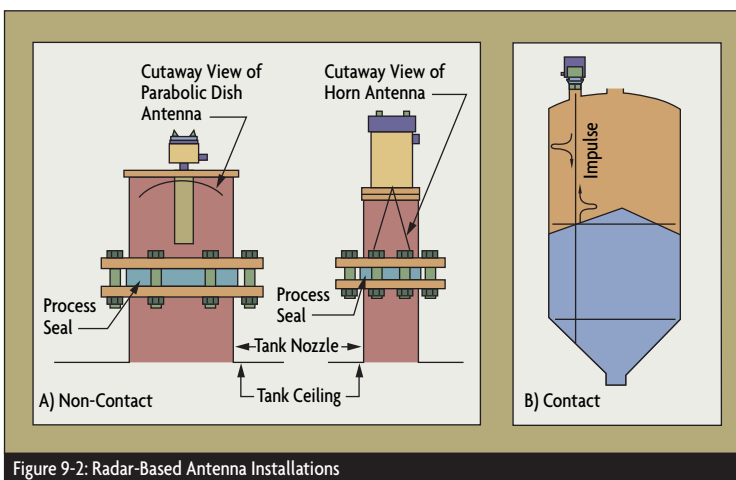 Cutaway View of
Parabolic Dish
Antenna
Cutaway View of
Horn Antenna
Process
Seal
Process
Seal
Tank Nozzle
Tank Ceiling
A) Non-Contact
Impulse
B) Contact
Figure 9-2: Radar-Based Antenna Installations